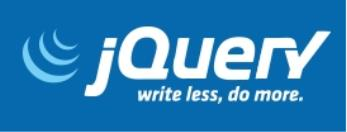 jQuery
write less, do more.